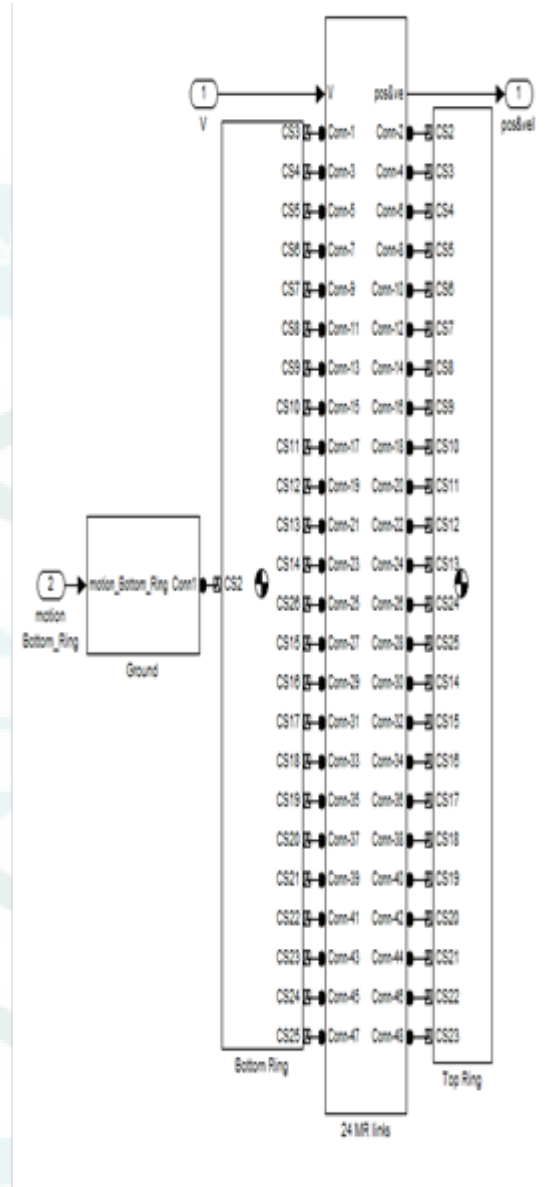 1 V pos&ve 1
V pos&vel
CS3 Conn-1 Conn-2 CS2
CS4 Conn-3 Conn-4 CS3
CS5 Conn-5 Conn-6 CS4
CS6 Conn-7 Conn-8 CS5
CS7 Conn-9 Conn-10 CS6
CS8 Conn-11 Conn-12 CS7
CS9 Conn-13 Conn-14 CS8
CS10 Conn-15 Conn-16 CS9
CS11 Conn-17 Conn-18 CS10
CS12 Conn-19 Conn-20 CS11
CS13 Conn-21 Conn-22 CS12
CS14 Conn-23 Conn-24 CS13
2 motion_Bottom_Ring Conn1 CS2
CS26 Conn-25 Conn-26 CS24
motion
Bottom_Ring
CS15 Conn-27 Conn-28 CS25
Ground
CS16 Conn-29 Conn-30 CS14
CS17 Conn-31 Conn-32 CS15
CS18 Conn-33 Conn-34 CS16
CS19 Conn-35 Conn-36 CS17
CS20 Conn-37 Conn-38 CS18
CS21 Conn-39 Conn-40 CS19
CS22 Conn-41 Conn-42 CS20
CS23 Conn-43 Conn-44 CS21
CS24 Conn-45 Conn-46 CS22
CS25 Conn-47 Conn-48 CS23
Bottom Ring
Top Ring
24 MR links